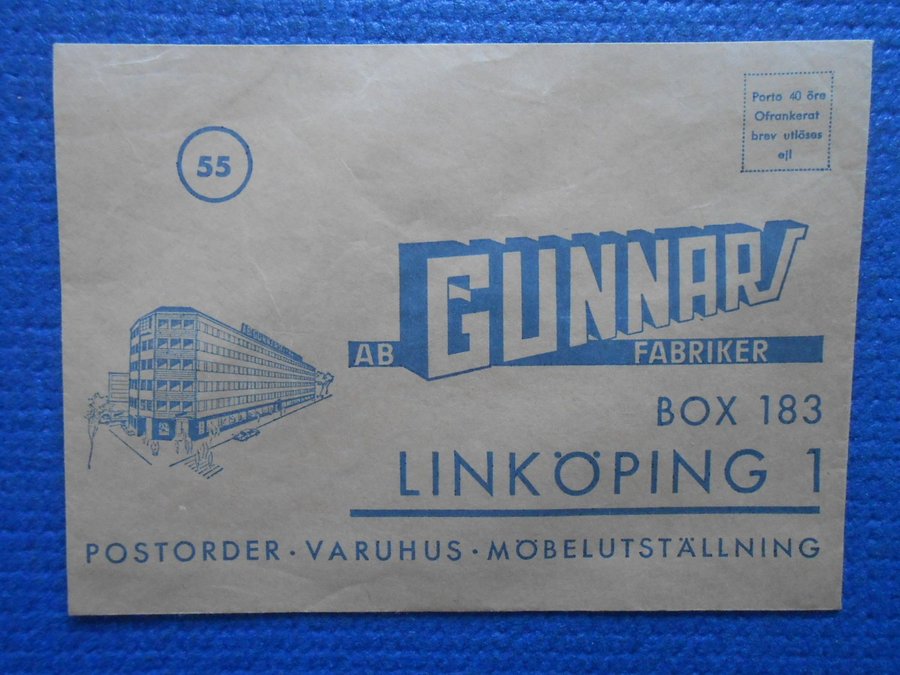 Porto 40 öre
Ofrankerat
brev utlöses
ej!
55
GUNNARS
AB
FABRIKER
BOX 183
LINKÖPING 1
POSTORDER · VARUHUS · MÖBELUTSTÄLLNING